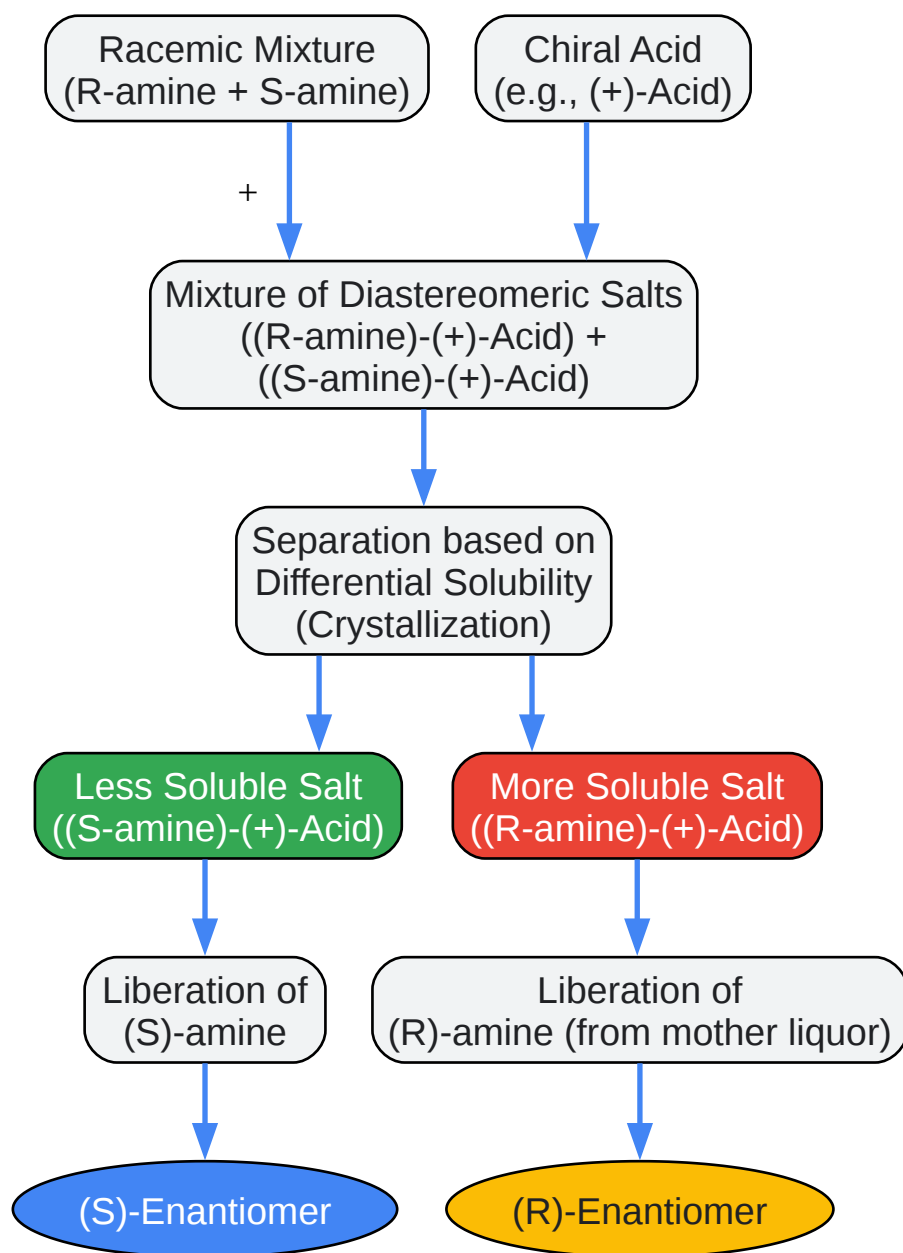 Racemic Mixture
(R-amine + S-amine)
Chiral Acid
(e.g., (+)-Acid)
+
Mixture of Diastereomeric Salts
((R-amine)-(+)-Acid) +
((S-amine)-(+)-Acid)
Separation based on
Differential Solubility
(Crystallization)
Less Soluble Salt
((S-amine)-(+)-Acid)
More Soluble Salt
((R-amine)-(+)-Acid)
Liberation of
(S)-amine
Liberation of
(R)-amine (from mother liquor)
(S)-Enantiomer
(R)-Enantiomer